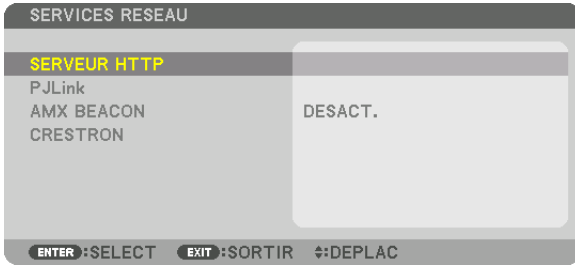 SERVICES RESEAU
SERVEUR HTTP
PJLink
AMX BEACON DESACT.
CRESTRON
ENTER:SELECT EXIT:SORTIR :DEPLAC